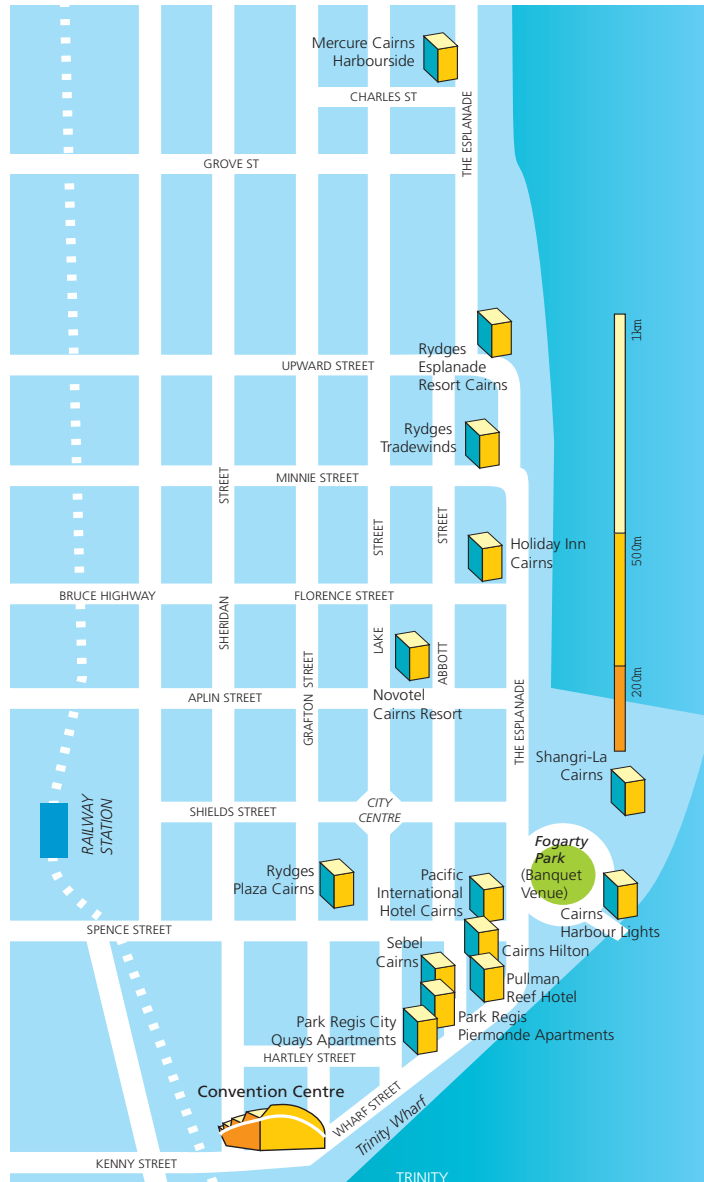 Mercure Cairns
Harbourside
CHARLES ST
THE ESPLANADE
GROVE ST
1km
Rydges
Esplanade
Resort Cairns
UPWARD STREET
Rydges
Tradewinds
STREET
MINNIE STREET
STREET
STREET
500m
Holiday Inn
Cairns
BRUCE HIGHWAY
FLORENCE STREET
SHERIDAN
LAKE
ABBOTT
GRAFTON STREET
200m
Novotel
Cairns Resort
APLIN STREET
THE ESPLANADE
Shangri-La
Cairns
CITY
CENTRE
SHIELDS STREET
RAILWAY
STATION
Fogarty
Park
(Banquet
Venue)
Rydges
Plaza Cairns
Pacific
International
Hotel Cairns
Cairns
Harbour Lights
SPENCE STREET
Sebel
Cairns
Cairns Hilton
Pullman
Reef Hotel
Park Regis City
Quays Apartments
Park Regis
Piermonde Apartments
HARTLEY STREET
Convention Centre
WHARF STREET
Trinity Wharf
KENNY STREET
TRINITY